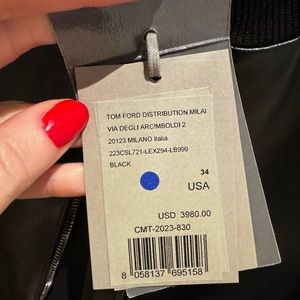 TOM FORD DISTRIBUTION MILAI
VIA DEGLI ARCIMBOLDI 2
20123 MILANO Italia
223CSL721-LEX294-LB999
BLACK
34
USA
USD 3980.00
CMT-2023-830
8 058137 695158